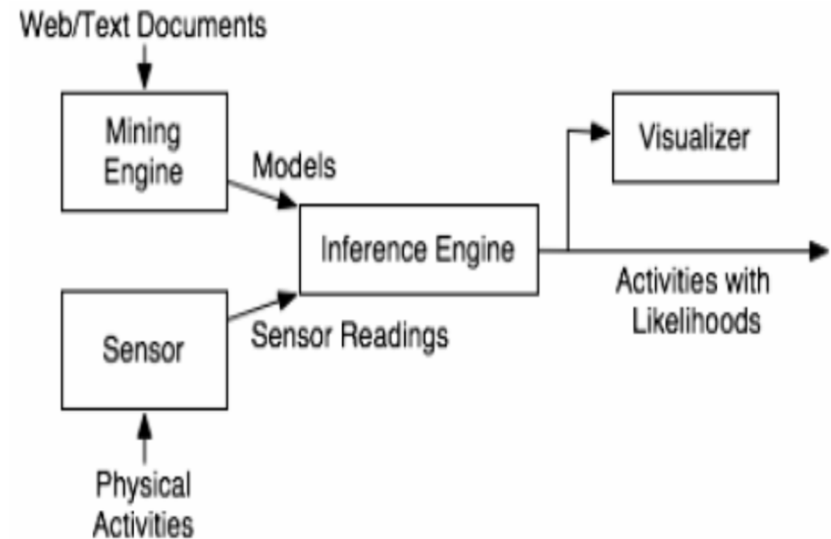 Web/Text Documents
Mining
Engine
Models
Visualizer
Inference Engine
Activities with
Likelihoods
Sensor
Sensor Readings
Physical
Activities